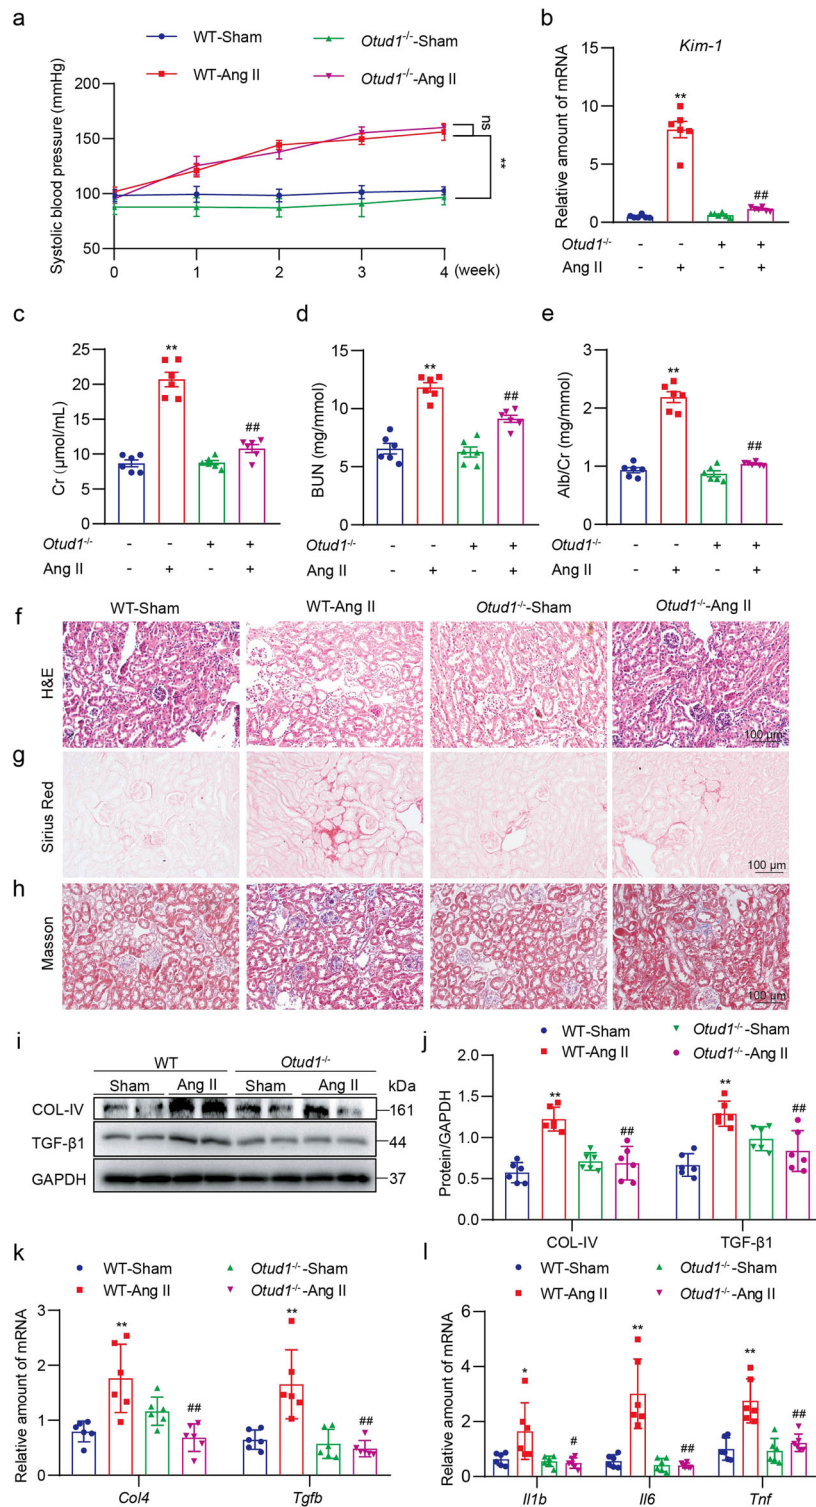 a
WT-Sham
Otud1-/--Sham
WT-Ang II
Otud1-/--Ang II
Systolic blood pressure (mmHg)
200
150
100
50
0
1
2
3
4
(week)
ns
**
b
Kim-1
Relative amount of mRNA
15
10
5
0
**
##
Otud1-/- - - + +
Ang II - + - +
c
Cr (μmol/mL)
25
20
15
10
5
0
**
##
Otud1-/- - - + +
Ang II - + - +
d
BUN (mg/mmol)
15
10
5
0
**
##
Otud1-/- - - + +
Ang II - + - +
e
Alb/Cr (mg/mmol)
3
2
1
0
**
##
Otud1-/- - - + +
Ang II - + - +
WT-Sham
WT-Ang II
Otud1-/--Sham
Otud1-/--Ang II
f
H&E
100 μm
g
Sirius Red
100 μm
h
Masson
100 μm
i
WT
Otud1-/-
Sham
Ang II
Sham
Ang II
kDa
COL-IV
161
TGF-β1
44
GAPDH
37
j
WT-Sham
Otud1-/--Sham
WT-Ang II
Otud1-/--Ang II
Protein/GAPDH
2.0
1.5
1.0
0.5
0.0
**
##
**
##
COL-IV
TGF-β1
k
WT-Sham
Otud1-/--Sham
WT-Ang II
Otud1-/--Ang II
Relative amount of mRNA
3
2
1
0
**
##
**
##
Col4
Tgfb
l
WT-Sham
Otud1-/--Sham
WT-Ang II
Otud1-/--Ang II
Relative amount of mRNA
6
4
2
0
*
#
**
##
**
##
Il1b
Il6
Tnf